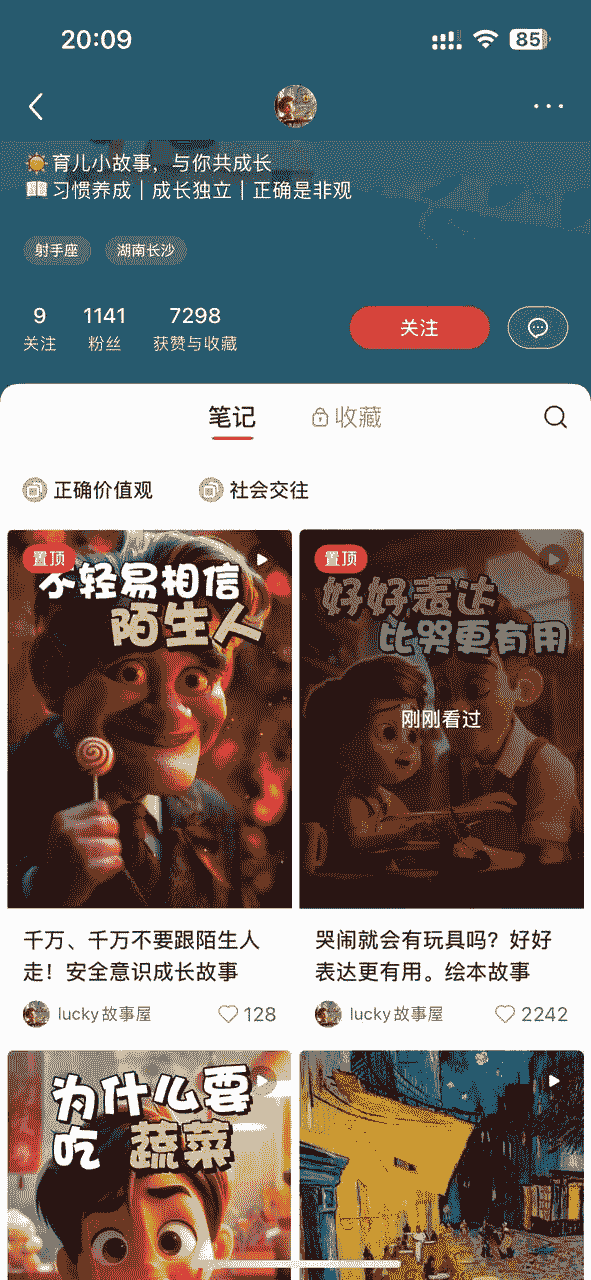 20:09
85
育儿小故事，与你共成长
习惯养成｜成长独立｜正确是非观
射手座
湖南长沙
9
1141
7298
关注
粉丝
获赞与收藏
关注
笔记
收藏
正确价值观
社会交往
置顶
不轻易相信
陌生人
置顶
好好表达
比哭更有用
刚刚看过
千万、千万不要跟陌生人
走！安全意识成长故事
lucky故事屋
128
哭闹就会有玩具吗？好好
表达更有用。绘本故事
lucky故事屋
2242
为什么要
吃 蔬菜